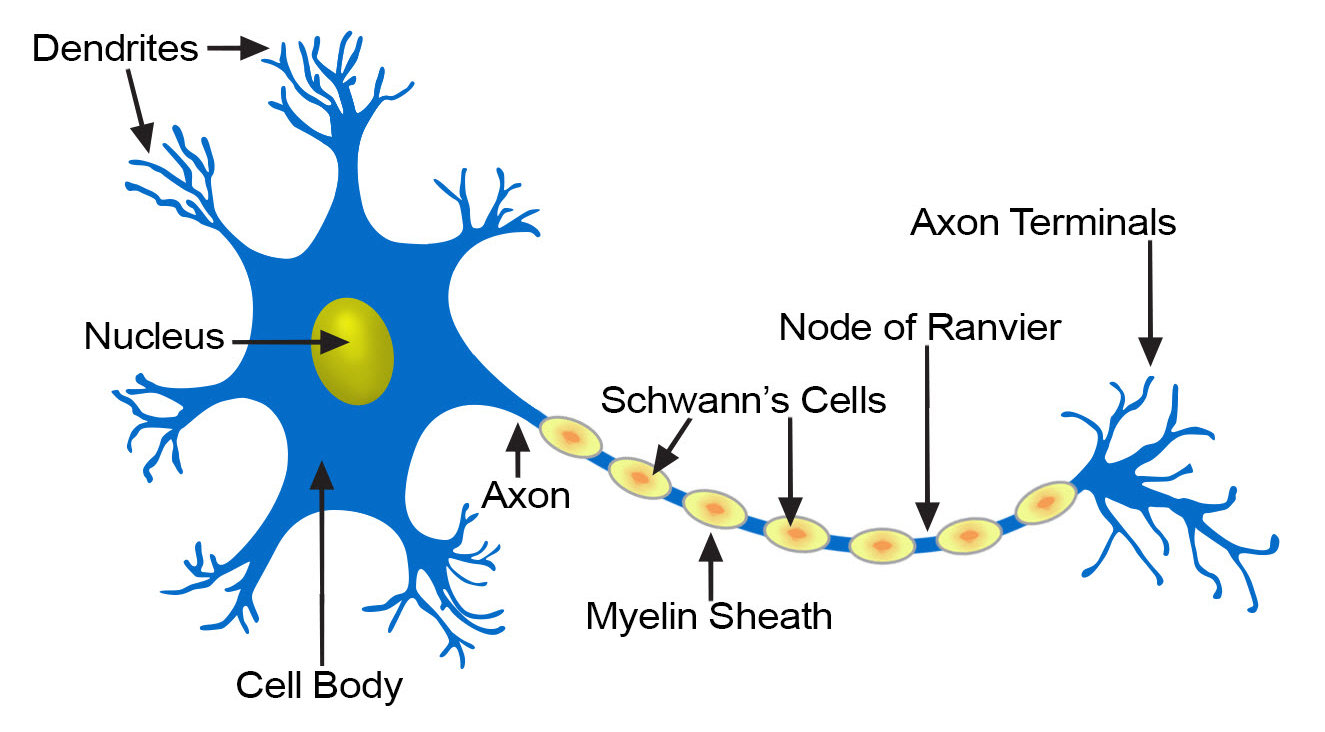 Dendrites
Axon Terminals
Node of Ranvier
Nucleus
Schwann’s Cells
Axon
Myelin Sheath
Cell Body